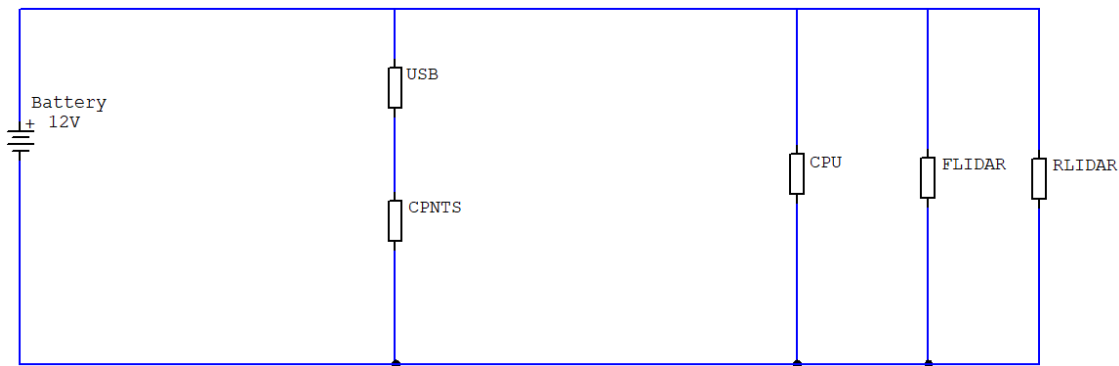 Battery
+
12V
USB
CPNTS
CPU
FLIDAR
RLIDAR